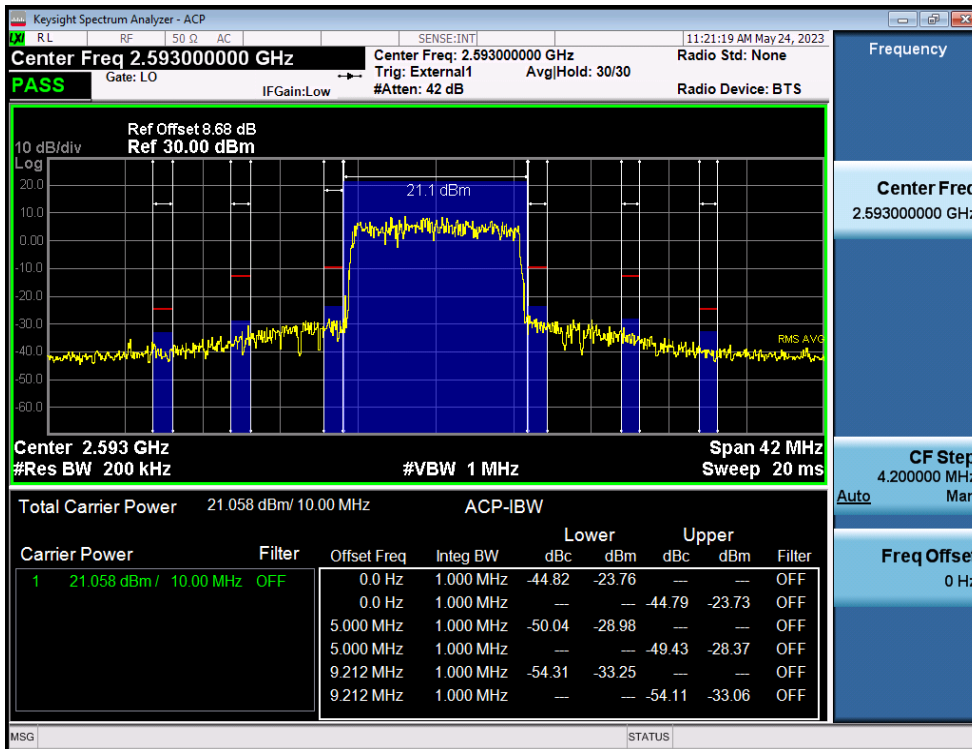 Keysight Spectrum Analyzer - ACP
LXI RL RF 50 Ω AC SENSE:INT 11:21:19 AM May 24, 2023
Center Freq 2.593000000 GHz Center Freq: 2.593000000 GHz Radio Std: None
Gate: LO Trig: External1 Avg|Hold: 30/30
PASS IFGain:Low #Atten: 42 dB Radio Device: BTS
Ref Offset 8.68 dB
10 dB/div Ref 30.00 dBm
Log
20.0 21.1 dBm
10.0
0.00
-10.0
-20.0
-30.0
RMS AVG
-40.0
-50.0
-60.0
Center 2.593 GHz Span 42 MHz
#Res BW 200 kHz #VBW 1 MHz Sweep 20 ms
Total Carrier Power 21.058 dBm/ 10.00 MHz ACP-IBW
Lower Upper
Carrier Power Filter Offset Freq Integ BW dBc dBm dBc dBm Filter
1 21.058 dBm / 10.00 MHz OFF 0.0 Hz 1.000 MHz -44.82 -23.76 --- --- OFF
0.0 Hz 1.000 MHz --- --- -44.79 -23.73 OFF
5.000 MHz 1.000 MHz -50.04 -28.98 --- --- OFF
5.000 MHz 1.000 MHz --- --- -49.43 -28.37 OFF
9.212 MHz 1.000 MHz -54.31 -33.25 --- --- OFF
9.212 MHz 1.000 MHz --- --- -54.11 -33.06 OFF
MSG STATUS
Frequency
Center Freq
2.593000000 GHz
CF Step
4.200000 MHz
Auto Man
Freq Offset
0 Hz